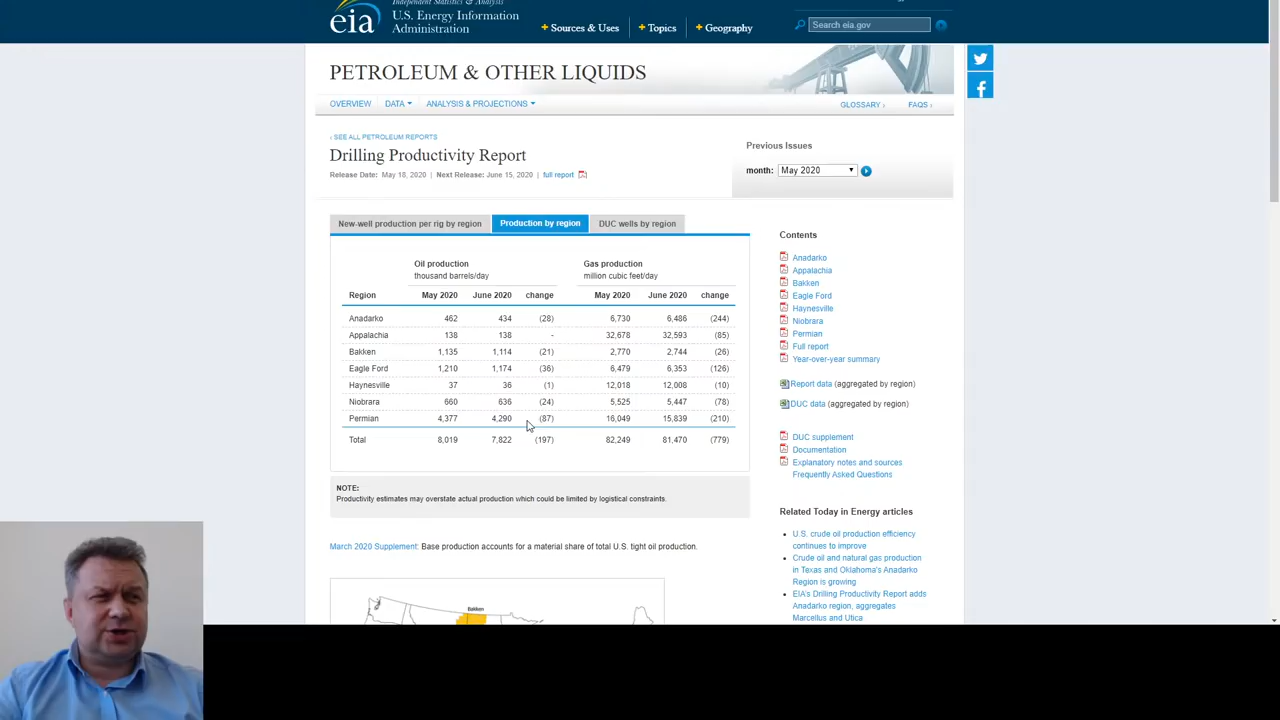 Independent Statistics & Analysis
eia
U.S. Energy Information
Administration
+ Sources & Uses
+ Topics
+ Geography
Search eia.gov
PETROLEUM & OTHER LIQUIDS
OVERVIEW
DATA
ANALYSIS & PROJECTIONS
GLOSSARY ›
FAQS ›
‹ SEE ALL PETROLEUM REPORTS
Drilling Productivity Report
Release Date: May 18, 2020 | Next Release: June 15, 2020 | full report
Previous Issues
month: May 2020
New-well production per rig by region
Production by region
DUC wells by region
Oil production
thousand barrels/day
Gas production
million cubic feet/day
Region May 2020 June 2020 change May 2020 June 2020 change
Anadarko 462 434 (28) 6,730 6,486 (244)
Appalachia 138 138 - 32,678 32,593 (85)
Bakken 1,135 1,114 (21) 2,770 2,744 (26)
Eagle Ford 1,210 1,174 (36) 6,479 6,353 (126)
Haynesville 37 36 (1) 12,018 12,008 (10)
Niobrara 660 636 (24) 5,525 5,447 (78)
Permian 4,377 4,290 (87) 16,049 15,839 (210)
Total 8,019 7,822 (197) 82,249 81,470 (779)
NOTE:
Productivity estimates may overstate actual production which could be limited by logistical constraints.
March 2020 Supplement: Base production accounts for a material share of total U.S. tight oil production.
Bakken
Contents
Anadarko
Appalachia
Bakken
Eagle Ford
Haynesville
Niobrara
Permian
Full report
Year-over-year summary
Report data (aggregated by region)
DUC data (aggregated by region)
DUC supplement
Documentation
Explanatory notes and sources
Frequently Asked Questions
Related Today in Energy articles
U.S. crude oil production efficiency
continues to improve
Crude oil and natural gas production
in Texas and Oklahoma's Anadarko
Region is growing
EIA's Drilling Productivity Report adds
Anadarko region, aggregates
Marcellus and Utica